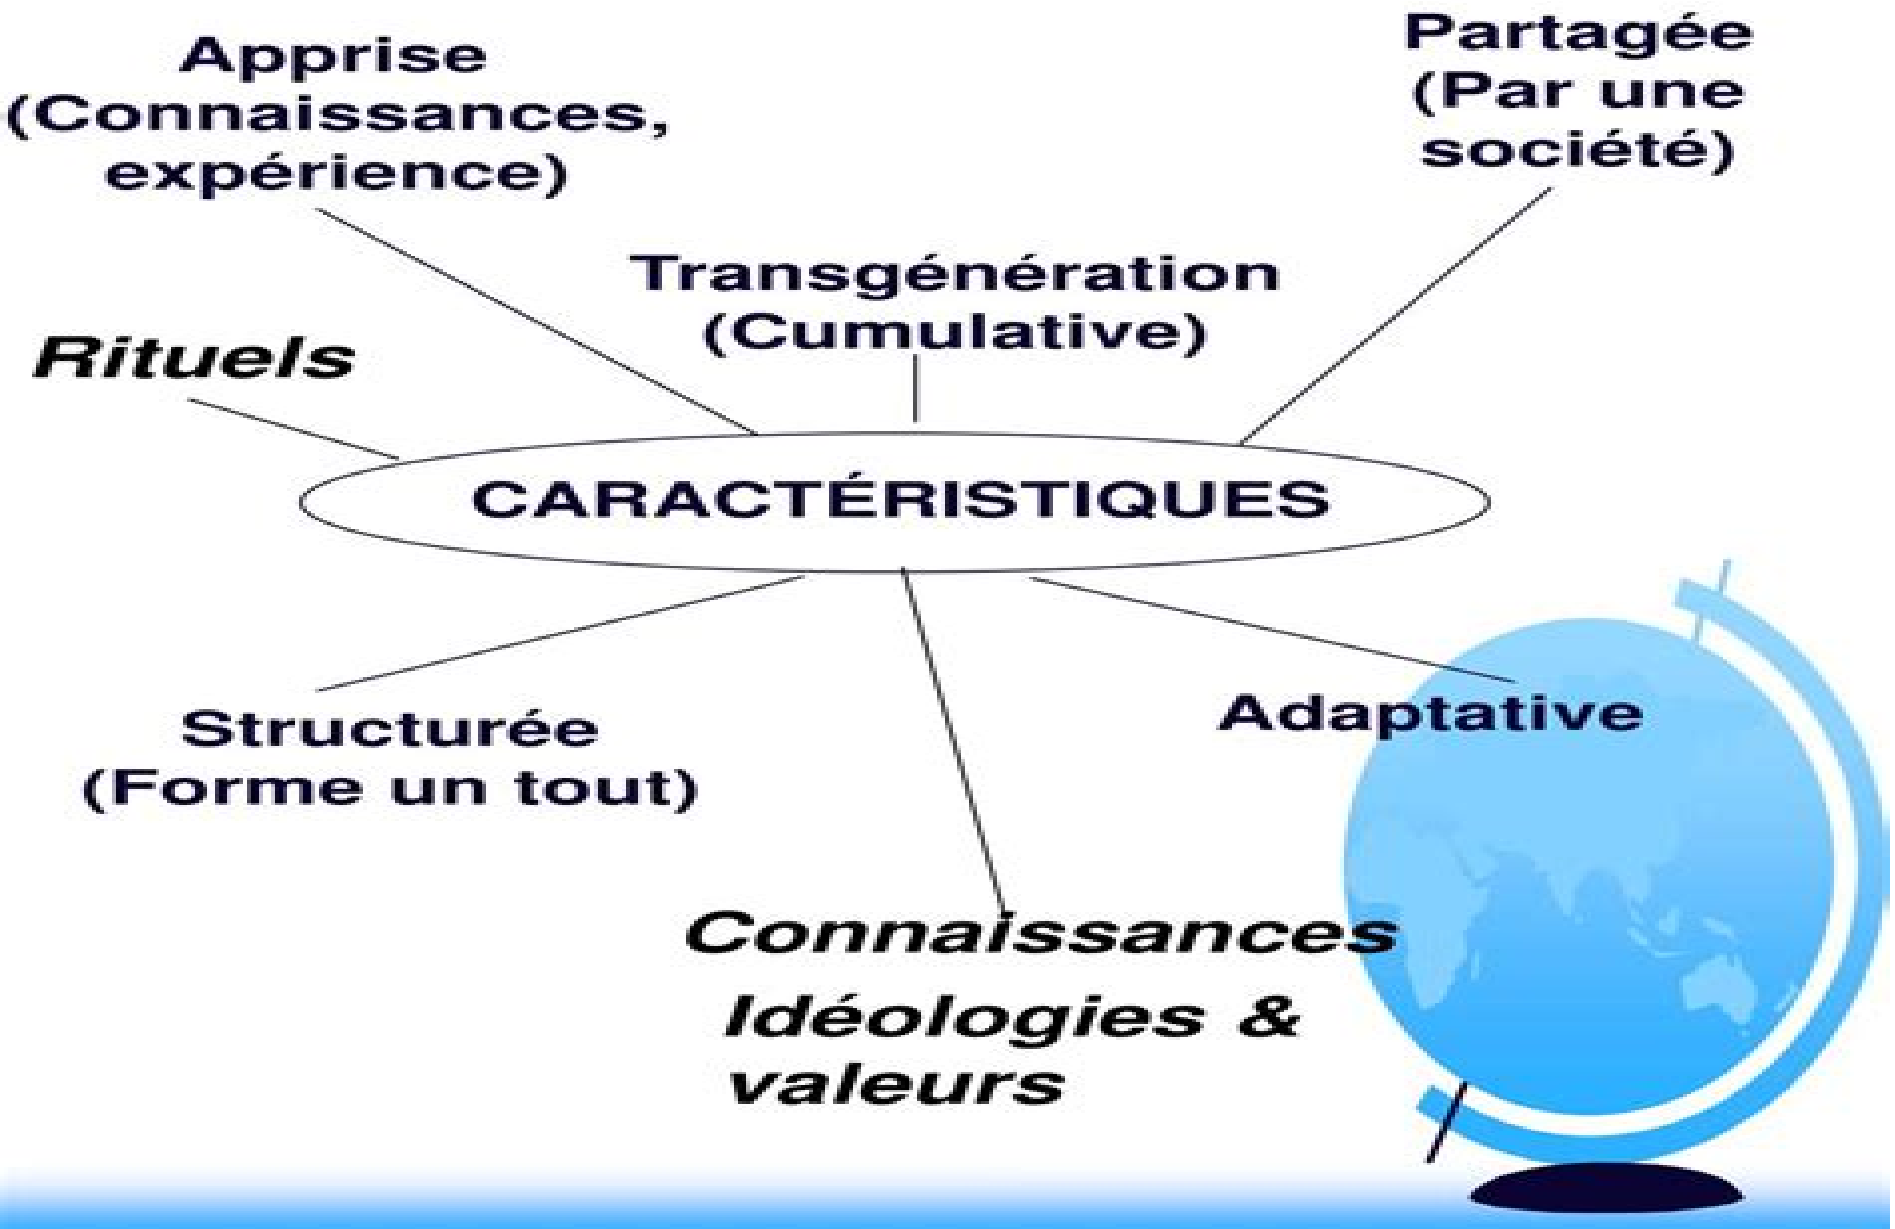 Apprise
(Connaissances,
expérience)
Partagée
(Par une
société)
Transgénération
(Cumulative)
Rituels
CARACTÉRISTIQUES
Structurée
(Forme un tout)
Adaptative
Connaissances
Idéologies &
valeurs